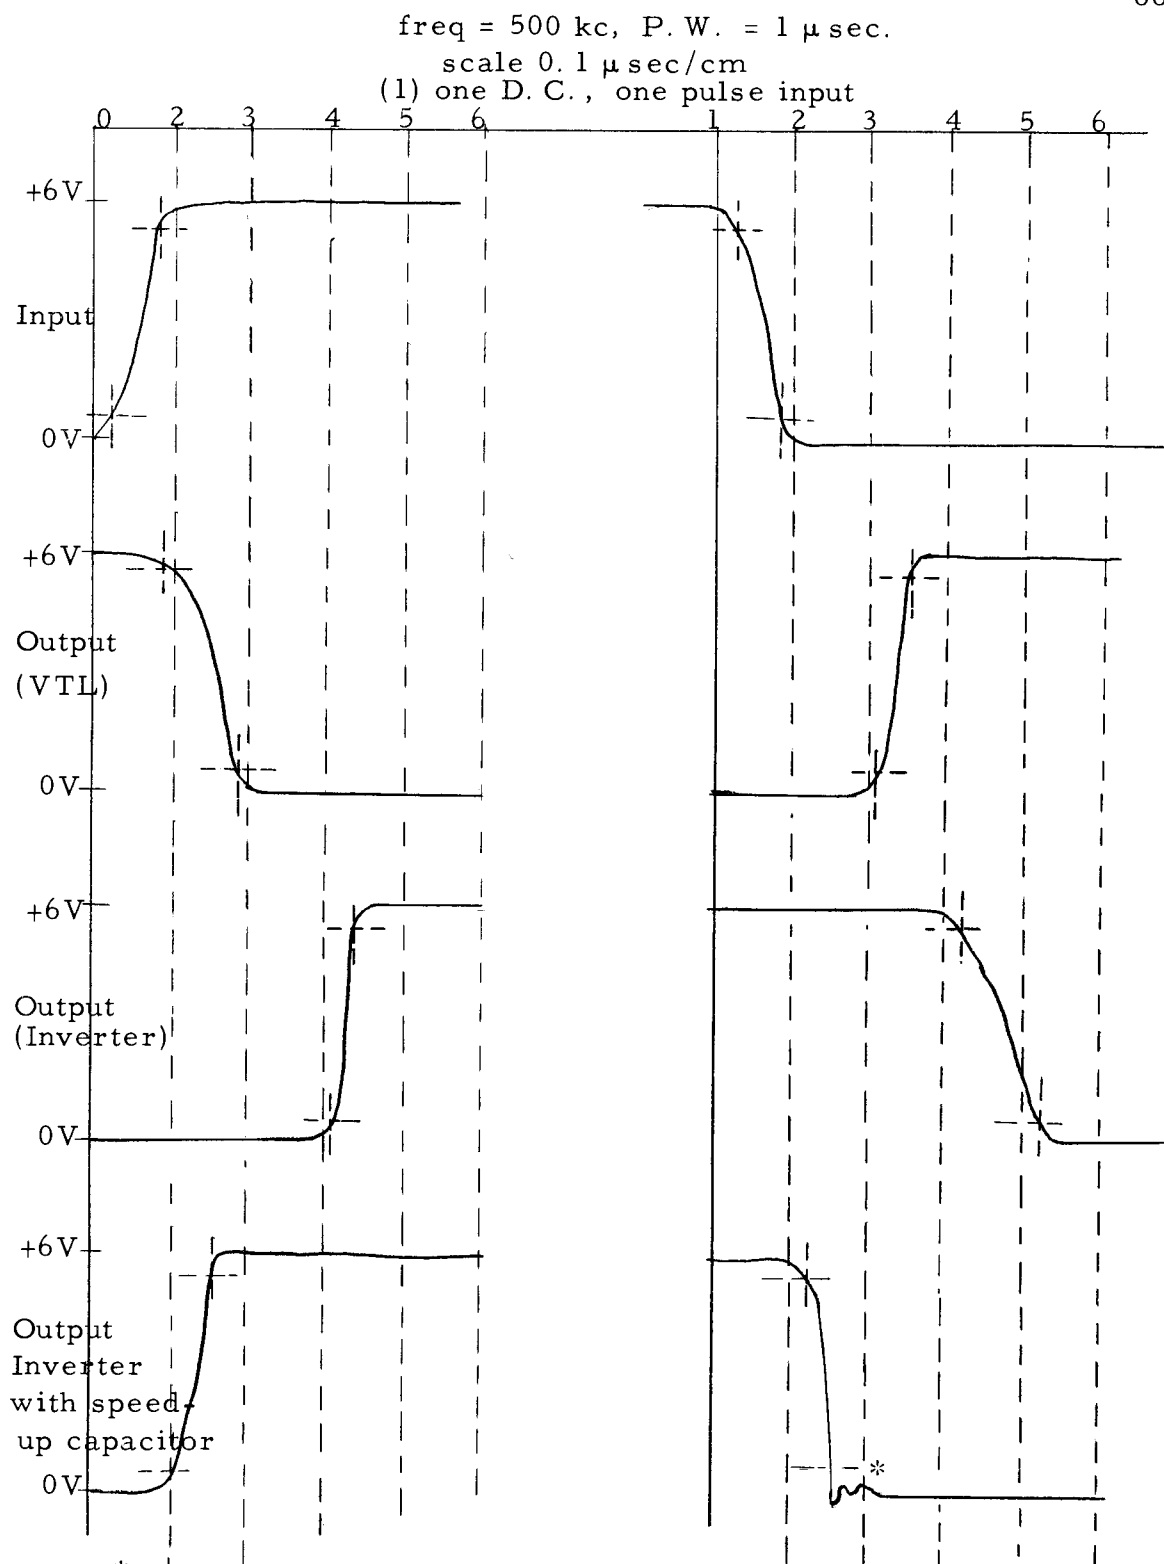 freq = 500 kc, P. W. = 1 μ sec.
scale 0. 1 μ sec/cm
(1) one D. C. , one pulse input
0 2 3 4 5 6 1 2 3 4 5 6
+6V
Input
0V
+6V
Output
(VTL)
0V
+6V
Output
(Inverter)
0V
+6V
Output
Inverter
with speed-
up capacitor
0V
*